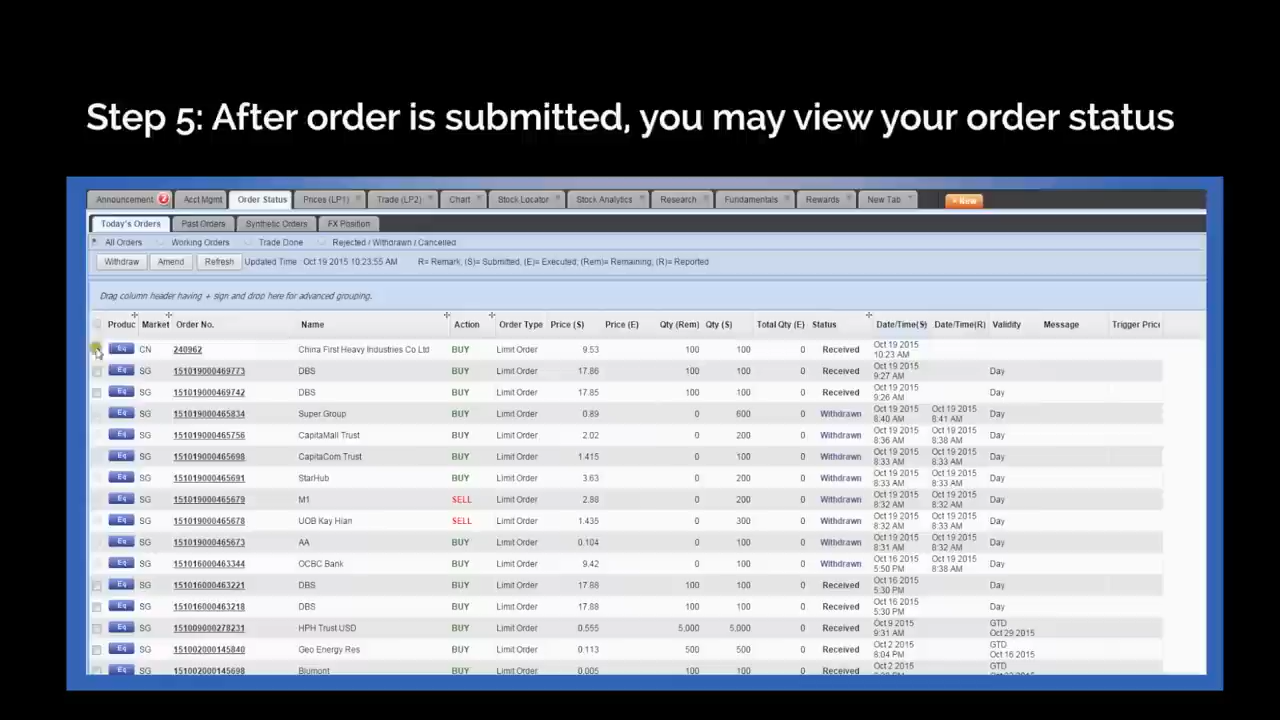 Step 5: After order is submitted, you may view your order status
Announcement 2 Acct Mgmt Order Status Prices (LP1) Trade (LP2) Chart Stock Locator Stock Analytics Research Fundamentals Rewards New Tab + New
Today's Orders Past Orders Synthetic Orders FX Position
All Orders Working Orders Trade Done Rejected / Withdrawn / Cancelled
Withdraw Amend Refresh Updated Time Oct 19 2015 10:23:55 AM R= Remark, (S)= Submitted, (E)= Executed, (Rem)= Remaining, (R)= Reported
Drag column header having + sign and drop here for advanced grouping.
Produc Market Order No. Name Action Order Type Price (S) Price (E) Qty (Rem) Qty (S) Total Qty (E) Status Date/Time(S) Date/Time(R) Validity Message Trigger Price
Eq CN 240962 China First Heavy Industries Co Ltd BUY Limit Order 9.53 100 100 0 Received Oct 19 2015 10:23 AM
Eq SG 151019000469773 DBS BUY Limit Order 17.86 100 100 0 Received Oct 19 2015 9:27 AM Day
Eq SG 151019000469742 DBS BUY Limit Order 17.85 100 100 0 Received Oct 19 2015 9:26 AM Day
Eq SG 151019000465834 Super Group BUY Limit Order 0.89 0 600 0 Withdrawn Oct 19 2015 8:40 AM Oct 19 2015 8:41 AM Day
Eq SG 151019000465756 CapitaMall Trust BUY Limit Order 2.02 0 200 0 Withdrawn Oct 19 2015 8:36 AM Oct 19 2015 8:38 AM Day
Eq SG 151019000465698 CapitaCom Trust BUY Limit Order 1.415 0 200 0 Withdrawn Oct 19 2015 8:33 AM Oct 19 2015 8:33 AM Day
Eq SG 151019000465691 StarHub BUY Limit Order 3.63 0 200 0 Withdrawn Oct 19 2015 8:33 AM Oct 19 2015 8:33 AM Day
Eq SG 151019000465679 M1 SELL Limit Order 2.88 0 200 0 Withdrawn Oct 19 2015 8:32 AM Oct 19 2015 8:32 AM Day
Eq SG 151019000465678 UOB Kay Hian SELL Limit Order 1.435 0 300 0 Withdrawn Oct 19 2015 8:32 AM Oct 19 2015 8:33 AM Day
Eq SG 151019000465673 AA BUY Limit Order 0.104 0 200 0 Withdrawn Oct 19 2015 8:31 AM Oct 19 2015 8:32 AM Day
Eq SG 151016000463344 OCBC Bank BUY Limit Order 9.42 0 100 0 Withdrawn Oct 16 2015 5:50 PM Oct 19 2015 8:38 AM Day
Eq SG 151016000463221 DBS BUY Limit Order 17.88 100 100 0 Received Oct 16 2015 5:30 PM Day
Eq SG 151016000463218 DBS BUY Limit Order 17.88 100 100 0 Received Oct 16 2015 5:30 PM Day
Eq SG 151009000278231 HPH Trust USD BUY Limit Order 0.555 5,000 5,000 0 Received Oct 9 2015 9:31 AM GTD Oct 29 2015
Eq SG 151002000145840 Geo Energy Res BUY Limit Order 0.113 500 500 0 Received Oct 2 2015 8:04 PM GTD Oct 16 2015
Eq SG 151002000145698 Blumont BUY Limit Order 0.005 100 100 0 Received Oct 2 2015 GTD